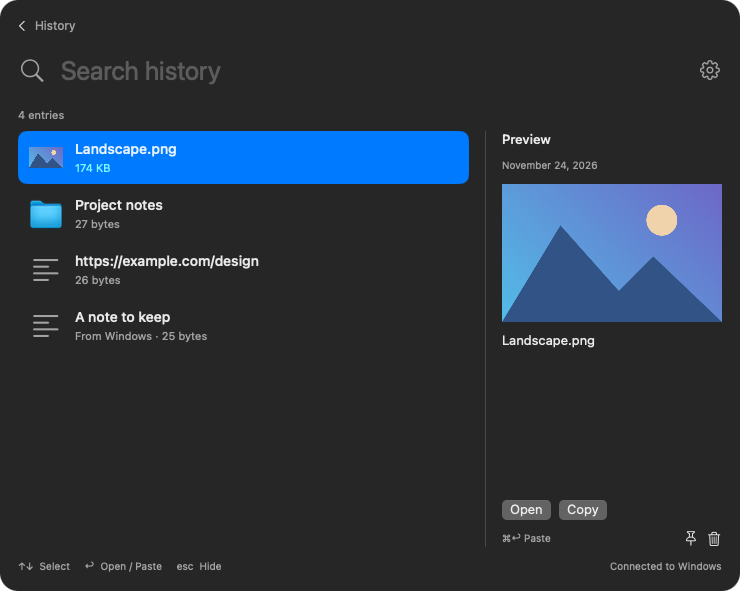 History
Search history
4 entries
Landscape.png
174 KB
Project notes
27 bytes
https://example.com/design
26 bytes
A note to keep
From Windows · 25 bytes
Preview
November 24, 2026
Landscape.png
Open Copy
⌘↩ Paste
↑↓ Select ↩ Open / Paste esc Hide
Connected to Windows